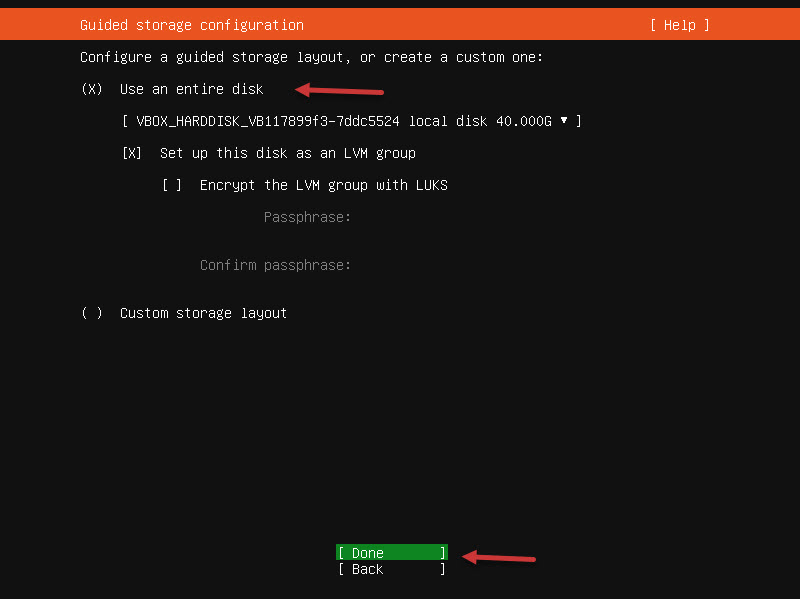 Guided storage configuration [ Help ]
Configure a guided storage layout, or create a custom one:
(X) Use an entire disk
[ VBOX_HARDDISK_VB117899f3-7ddc5524 local disk 40.000G ▾ ]
[X] Set up this disk as an LVM group
[ ] Encrypt the LVM group with LUKS
Passphrase:
Confirm passphrase:
( ) Custom storage layout
[ Done ]
[ Back ]